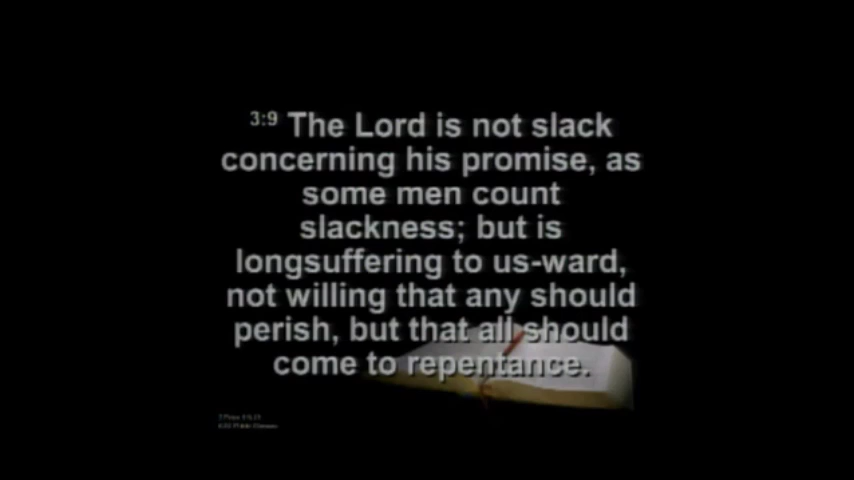 3:9 The Lord is not slack
concerning his promise, as
some men count
slackness; but is
longsuffering to us-ward,
not willing that any should
perish, but that all should
come to repentance.